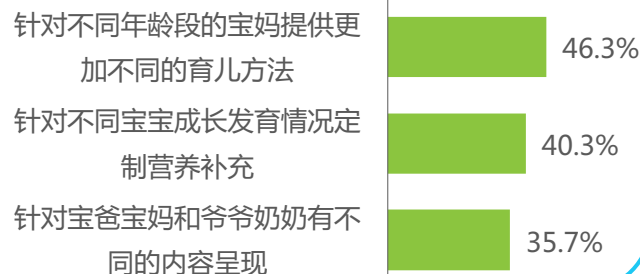 针对不同年龄段的宝妈提供更
加不同的育儿方法
46.3%
针对不同宝宝成长发育情况定
制营养补充
40.3%
针对宝爸宝妈和爷爷奶奶有不
同的内容呈现
35.7%